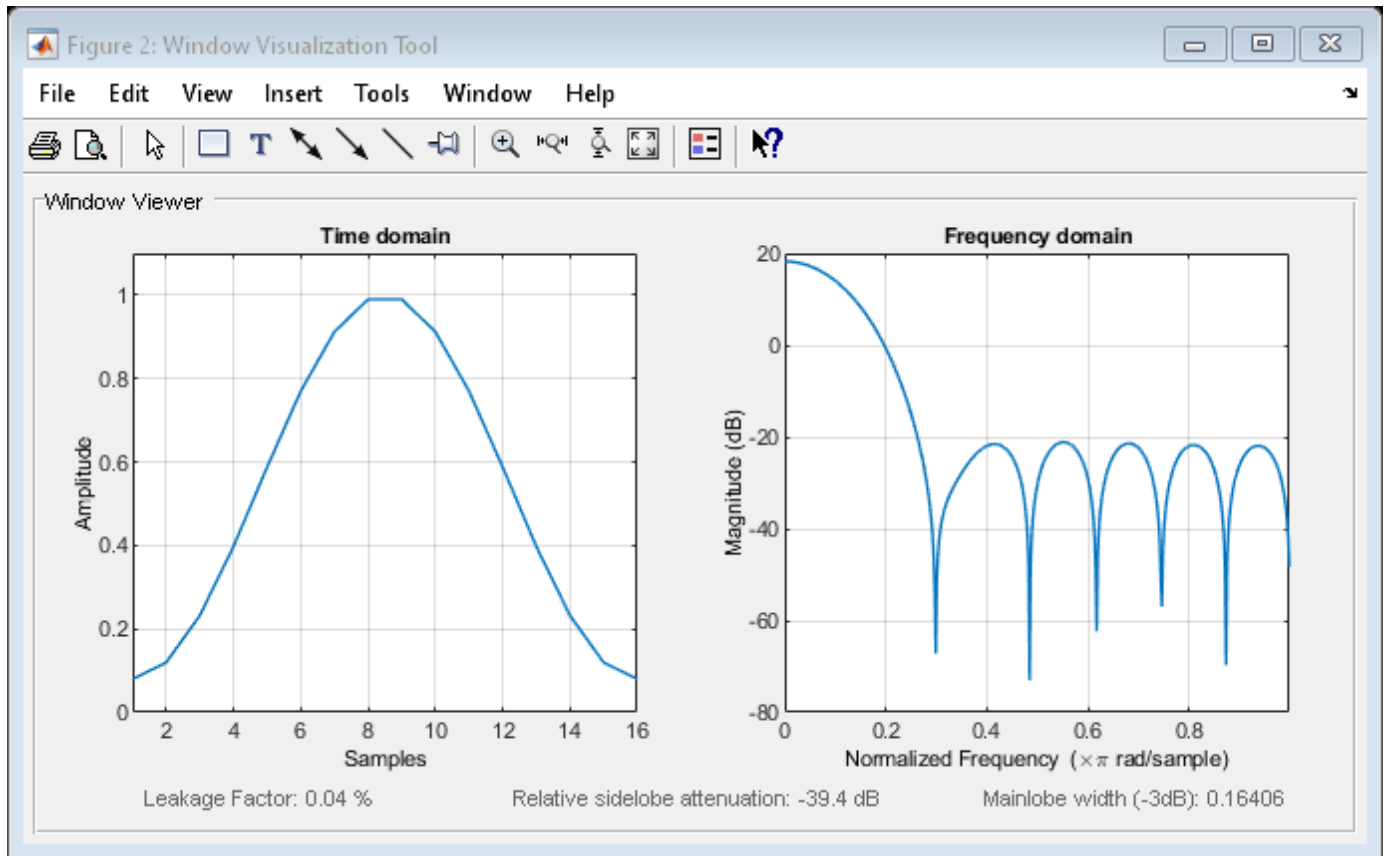 Figure 2: Window Visualization Tool
File Edit View Insert Tools Window Help
T
Window Viewer
Time domain
1
0.8
0.6
0.4
0.2
0
2 4 6 8 10 12 14 16
Amplitude
Samples
Frequency domain
20
0
-20
-40
-60
-80
0 0.2 0.4 0.6 0.8
Magnitude (dB)
Normalized Frequency (×π rad/sample)
Leakage Factor: 0.04 %
Relative sidelobe attenuation: -39.4 dB
Mainlobe width (-3dB): 0.16406